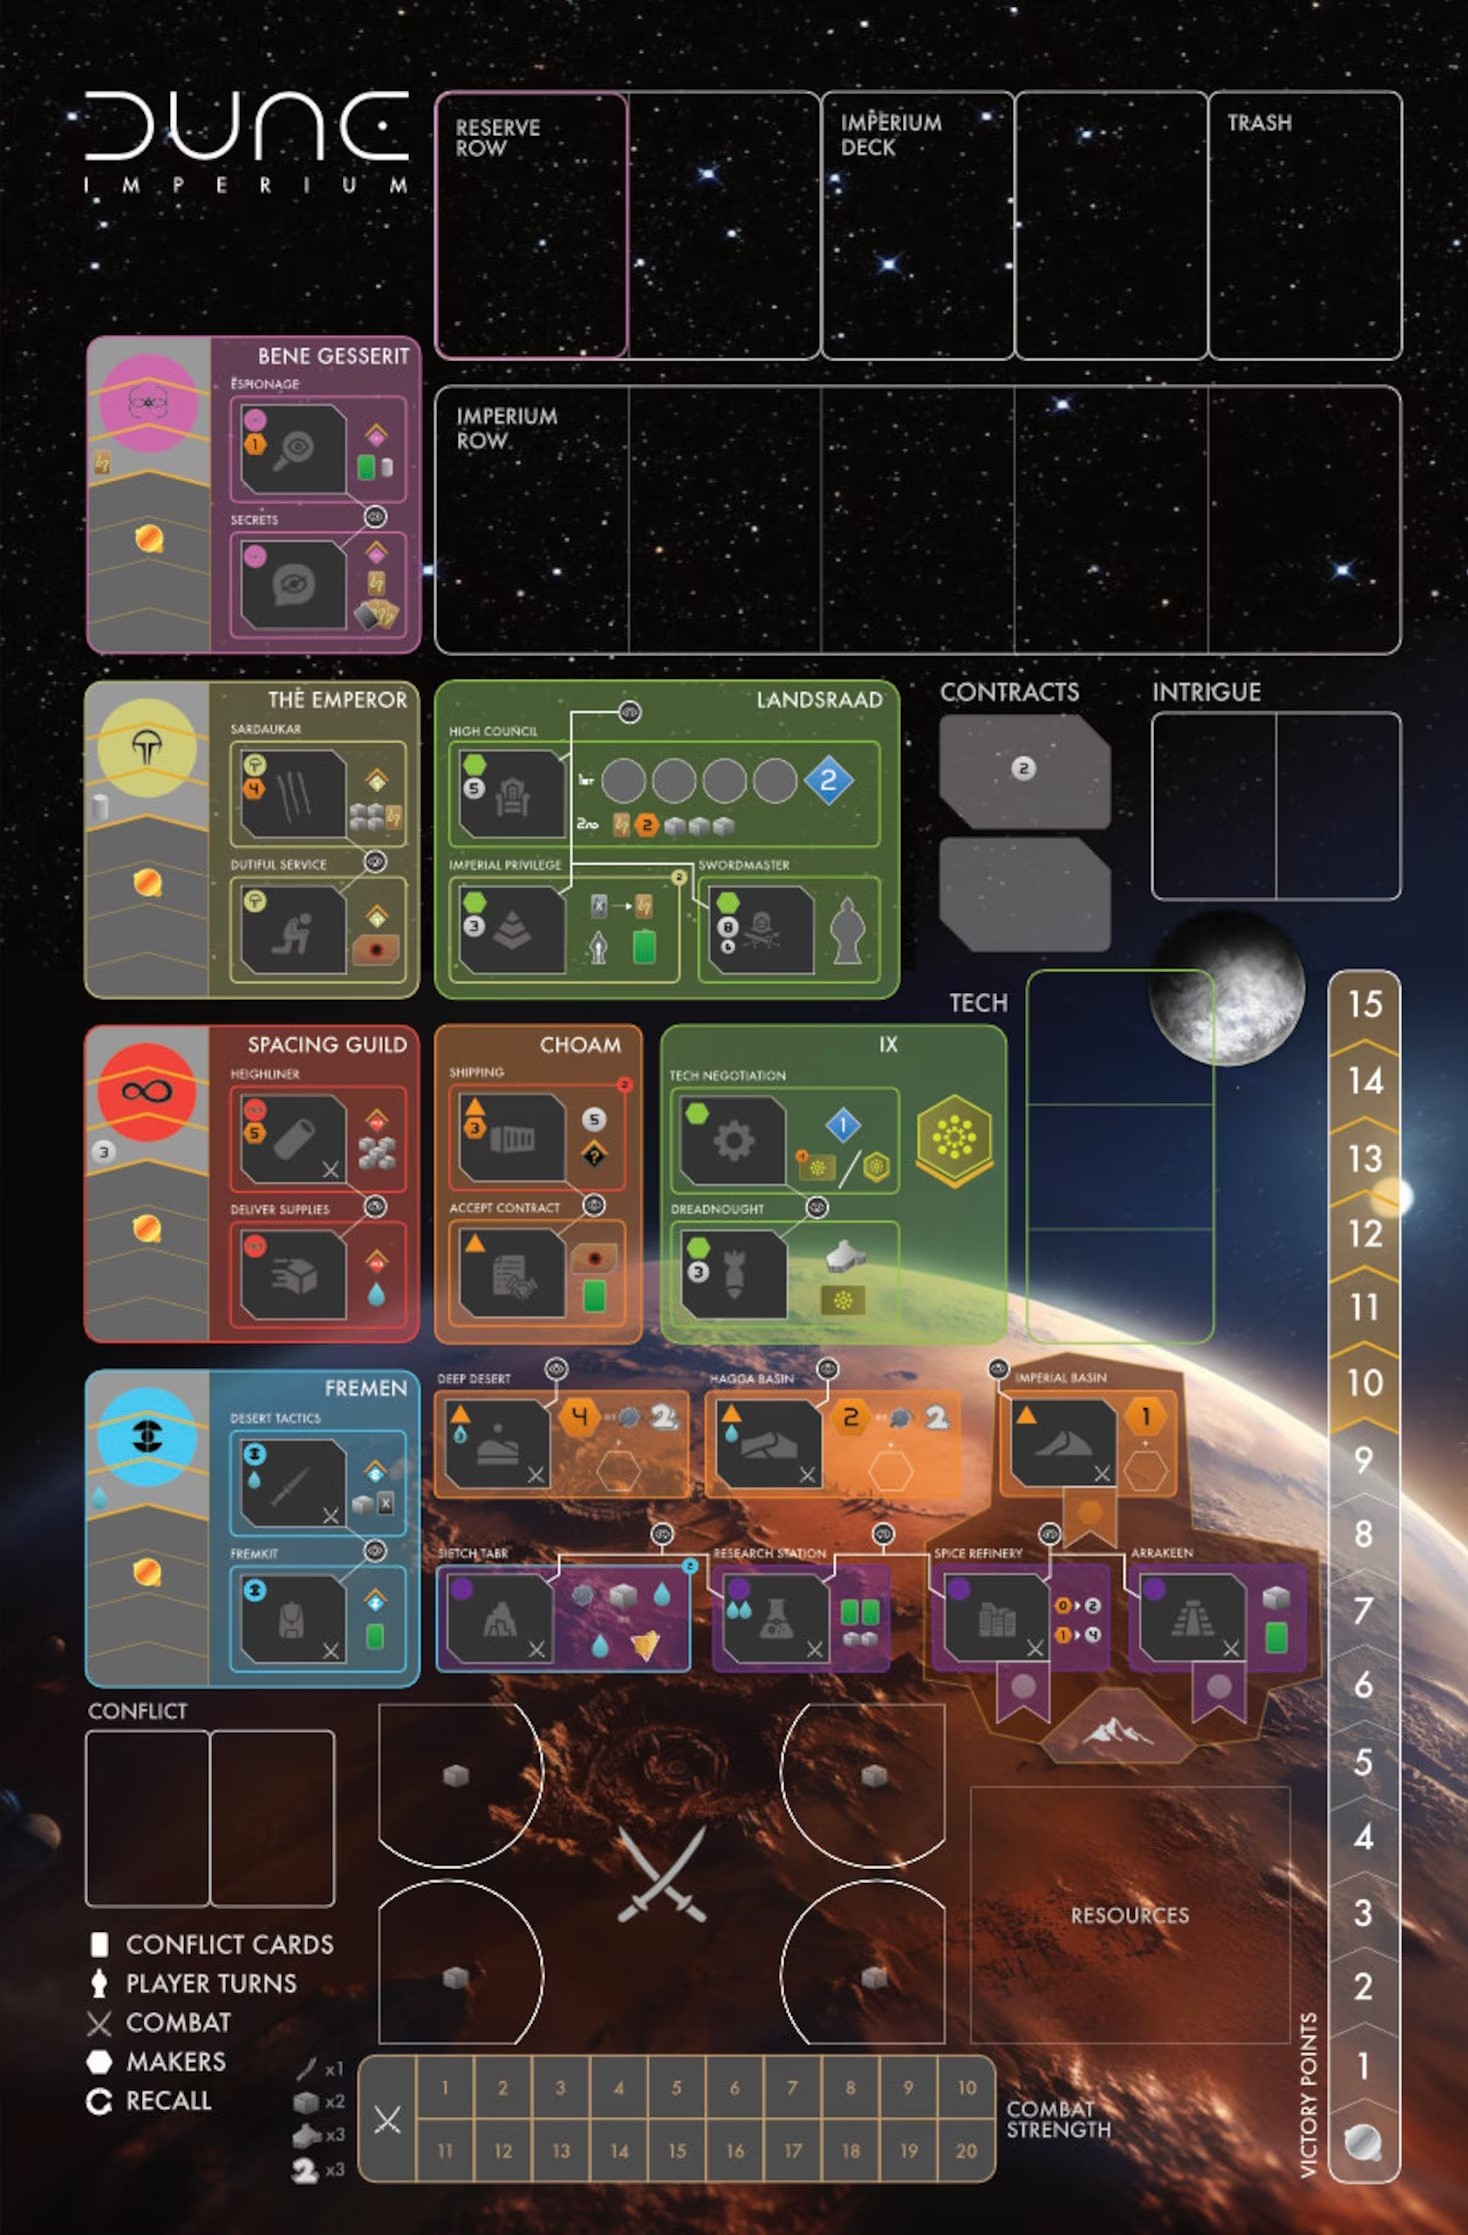 DUNE
IMPERIUM
RESERVE
ROW
IMPERIUM
DECK
TRASH
BENE GESSERIT
ESPIONAGE
1
SECRETS
IMPERIUM
ROW
THE EMPEROR
SARDAUKAR
4
DUTIFUL SERVICE
LANDSRAAD
HIGH COUNCIL
5
1ST
2
2ND
2
IMPERIAL PRIVILEGE
2
3
X
SWORDMASTER
8
6
CONTRACTS
2
INTRIGUE
SPACING GUILD
HEIGHLINER
5
3
DELIVER SUPPLIES
CHOAM
SHIPPING
2
3
5
?
ACCEPT CONTRACT
IX
TECH NEGOTIATION
1
-1
/
DREADNOUGHT
3
TECH
FREMEN
DESERT TACTICS
X
FREMKIT
DEEP DESERT
4
OR
2
+
HAGGA BASIN
2
OR
2
+
IMPERIAL BASIN
1
+
SIETCH TABR
2
RESEARCH STATION
SPICE REFINERY
0 2
1 4
ARRAKEEN
15
14
13
12
11
10
9
8
7
6
5
4
3
2
1
VICTORY POINTS
CONFLICT
RESOURCES
CONFLICT CARDS
PLAYER TURNS
COMBAT
MAKERS
RECALL
x1
x2
x3
x3
1 2 3 4 5 6 7 8 9 10
11 12 13 14 15 16 17 18 19 20
COMBAT
STRENGTH